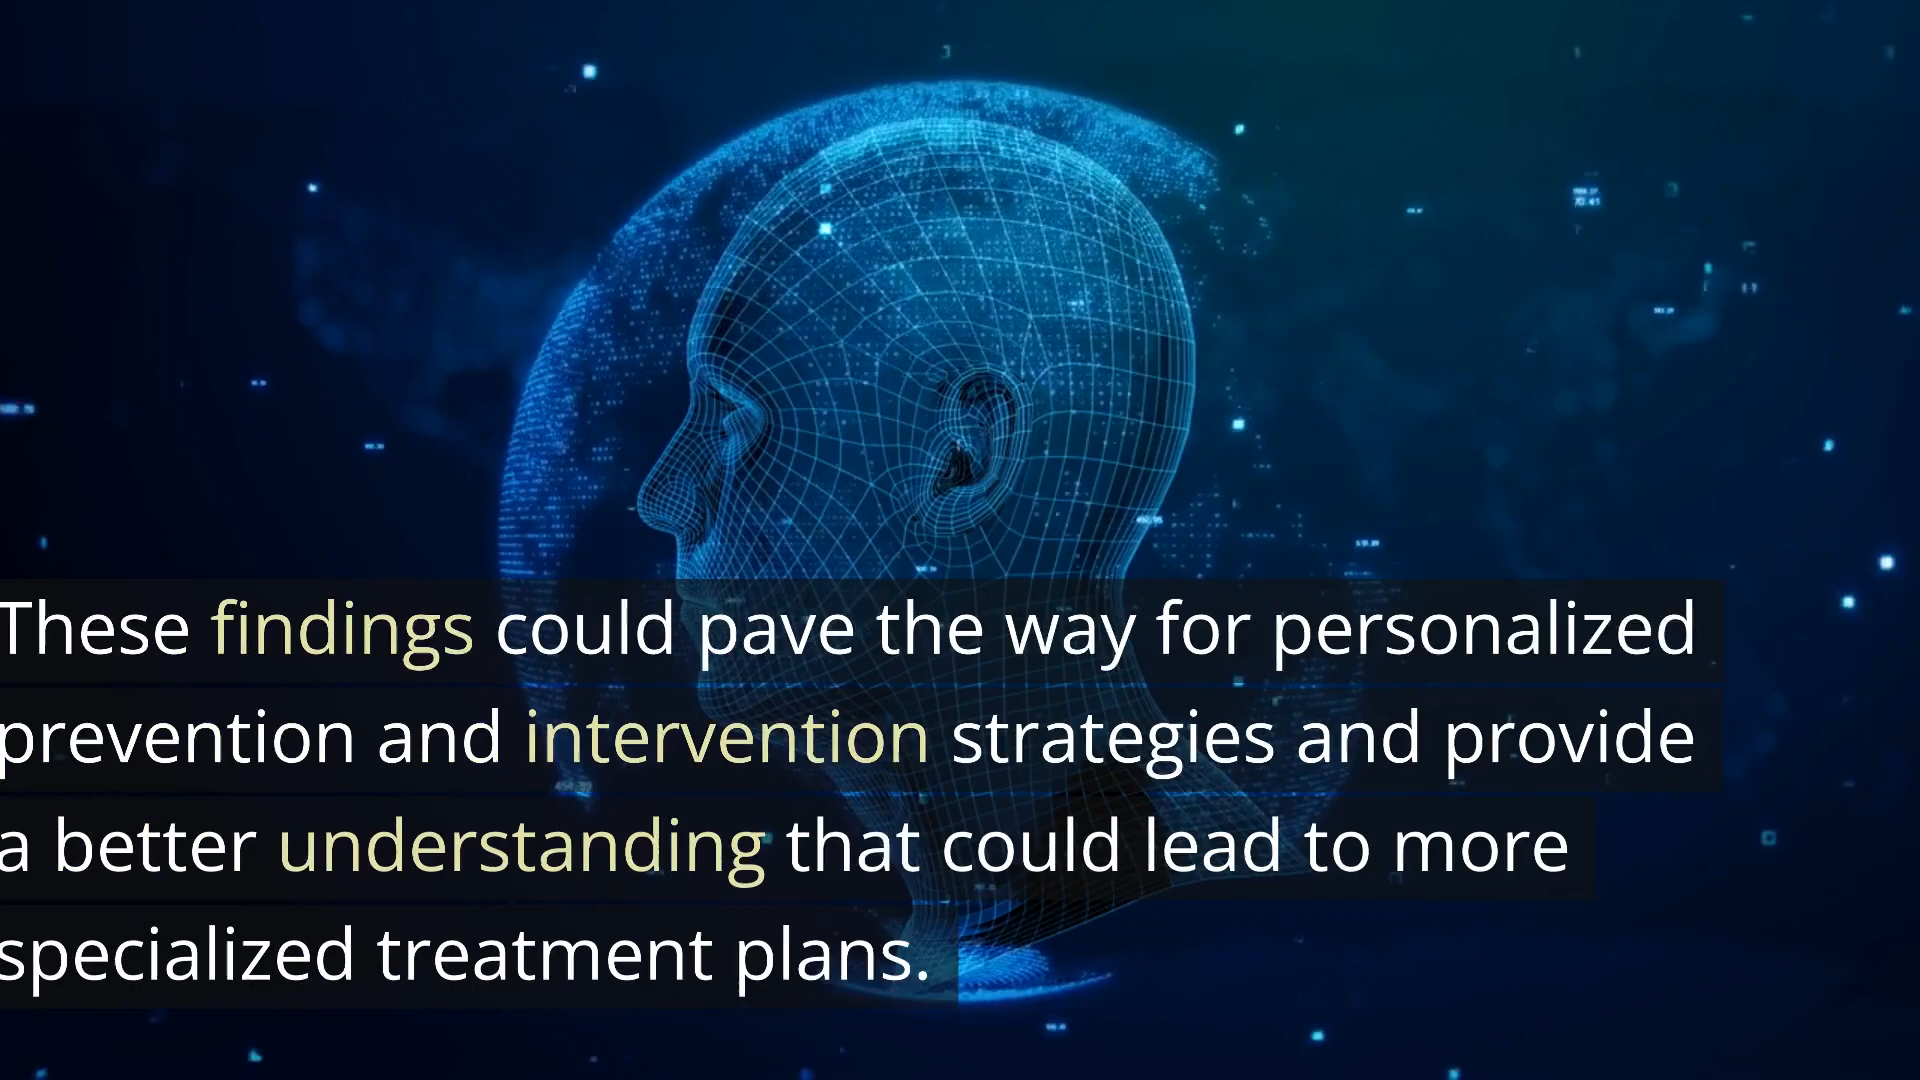 These findings could pave the way for personalized
prevention and intervention strategies and provide
a better understanding that could lead to more
specialized treatment plans.